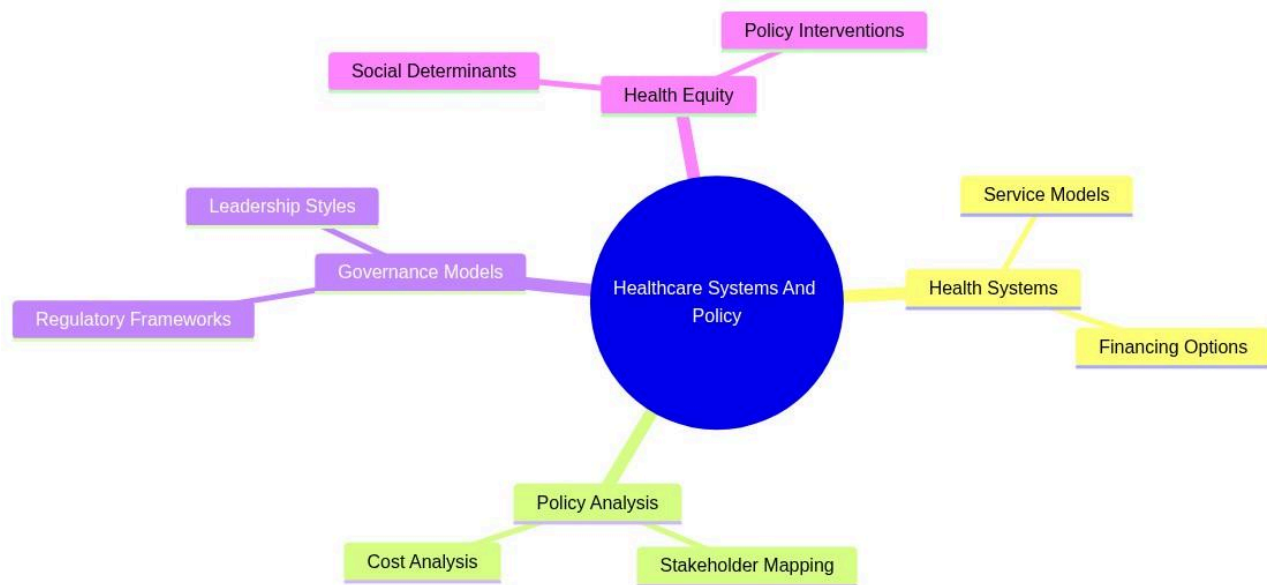 Policy Interventions
Social Determinants
Health Equity
Service Models
Leadership Styles
Governance Models
Health Systems
Healthcare Systems And
Policy
Regulatory Frameworks
Financing Options
Policy Analysis
Cost Analysis
Stakeholder Mapping